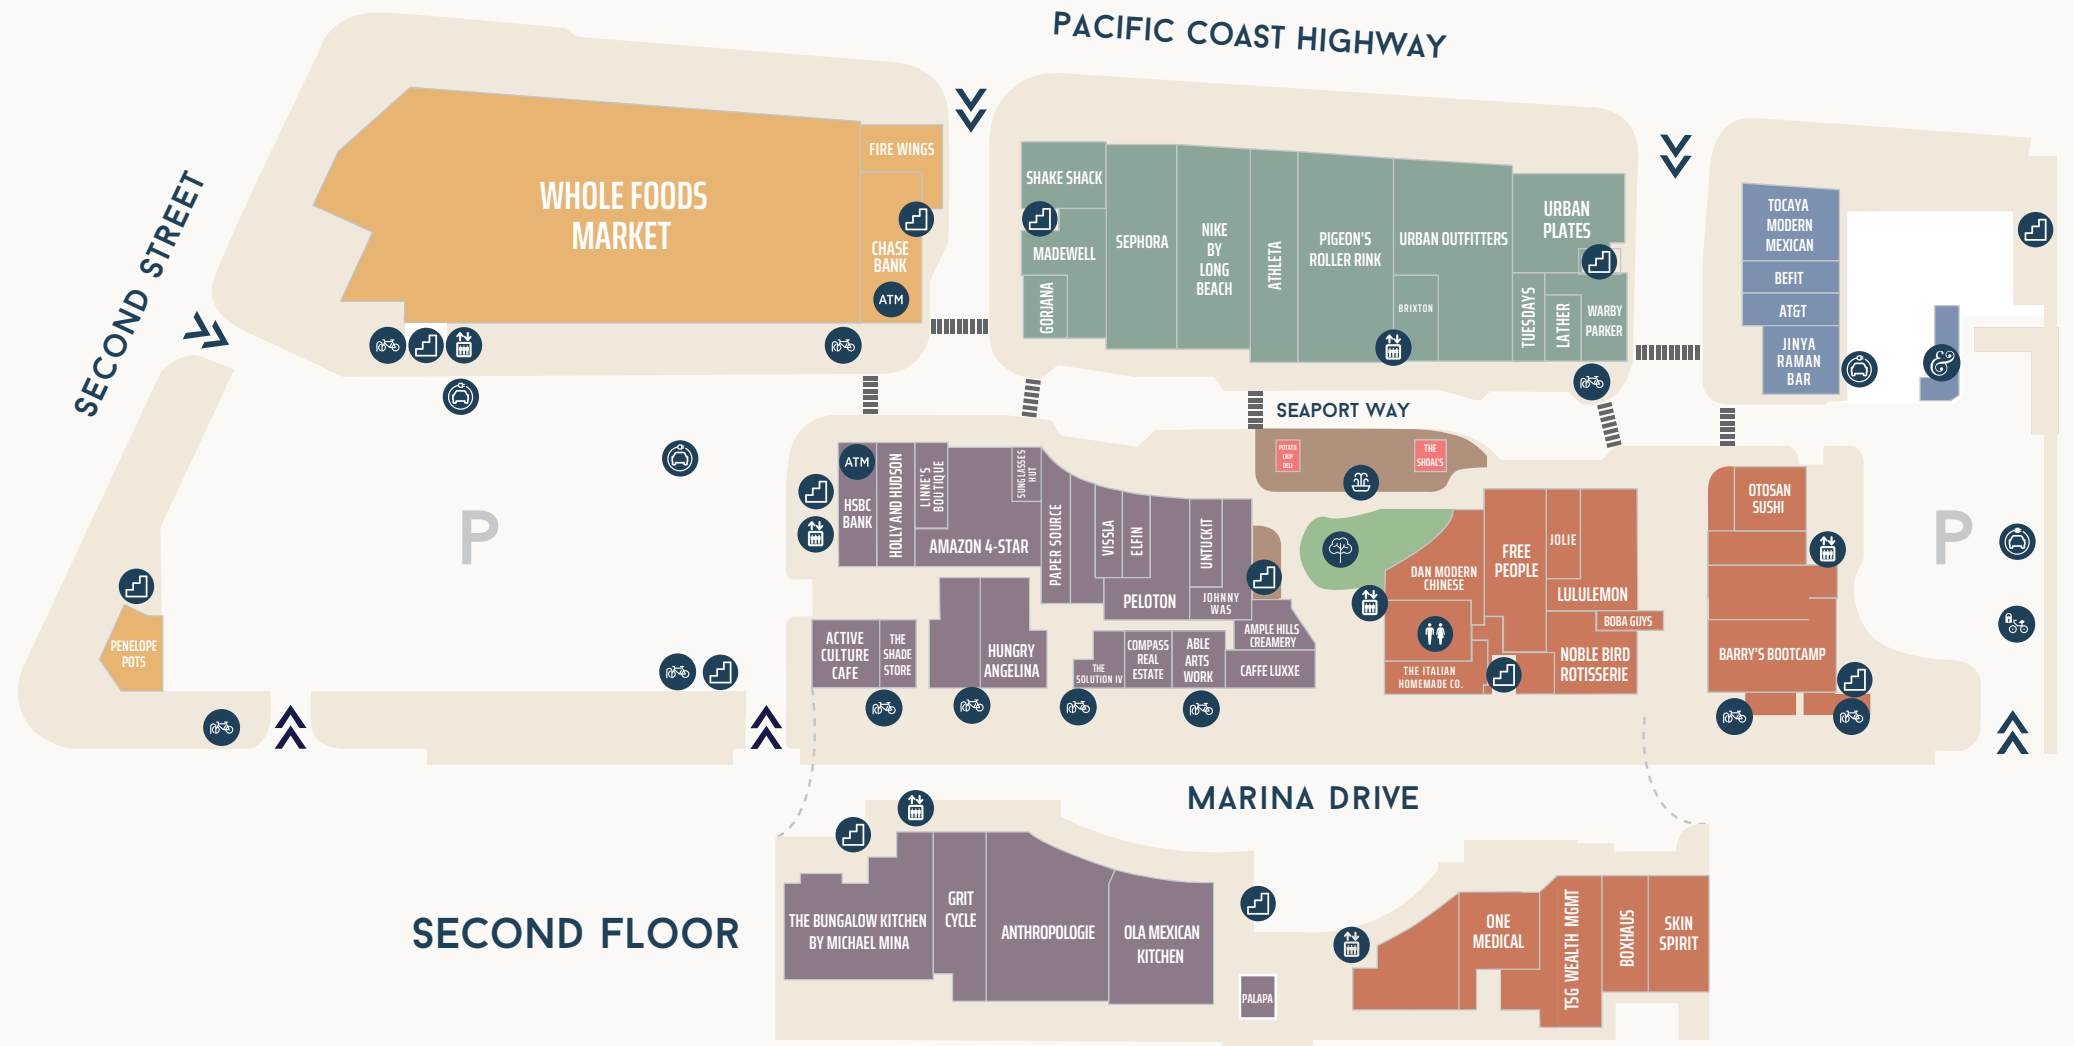 PACIFIC COAST HIGHWAY
SECOND STREET
WHOLE FOODS
MARKET
FIRE WINGS
CHASE
BANK
ATM
SHAKE SHACK
MADEWELL
GORJANA
SEPHORA
NIKE
BY
LONG
BEACH
ATHLETA
PIGEON'S
ROLLER RINK
URBAN OUTFITTERS
BRIXTON
URBAN
PLATES
TUESDAYS
LATHER
WARBY
PARKER
TOCAYA
MODERN
MEXICAN
BEFIT
AT&T
JINYA
RAMAN
BAR
&
SEAPORT WAY
POTATO
CHIP
DELI
THE
SHOAL'S
P
PENELOPE
POTS
ATM
HSBC
BANK
HOLLY AND HUDSON
LINNE'S
BOUTIQUE
SUNGLASSES
HUT
AMAZON 4-STAR
PAPER SOURCE
VISSLA
ELFIN
UNTUCKIT
PELOTON
JOHNNY
WAS
ACTIVE
CULTURE
CAFE
THE
SHADE
STORE
HUNGRY
ANGELINA
THE
SOLUTION IV
COMPASS
REAL
ESTATE
ABLE
ARTS
WORK
AMPLE HILLS
CREAMERY
CAFFE LUXXE
DAN MODERN
CHINESE
FREE
PEOPLE
JOLIE
LULULEMON
BOBA GUYS
THE ITALIAN
HOMEMADE CO.
NOBLE BIRD
ROTISSERIE
OTOSAN
SUSHI
BARRY'S BOOTCAMP
P
MARINA DRIVE
SECOND FLOOR
THE BUNGALOW KITCHEN
BY MICHAEL MINA
GRIT
CYCLE
ANTHROPOLOGIE
OLA MEXICAN
KITCHEN
PALAPA
ONE
MEDICAL
TSG WEALTH MGMT
BOXHAUS
SKIN
SPIRIT